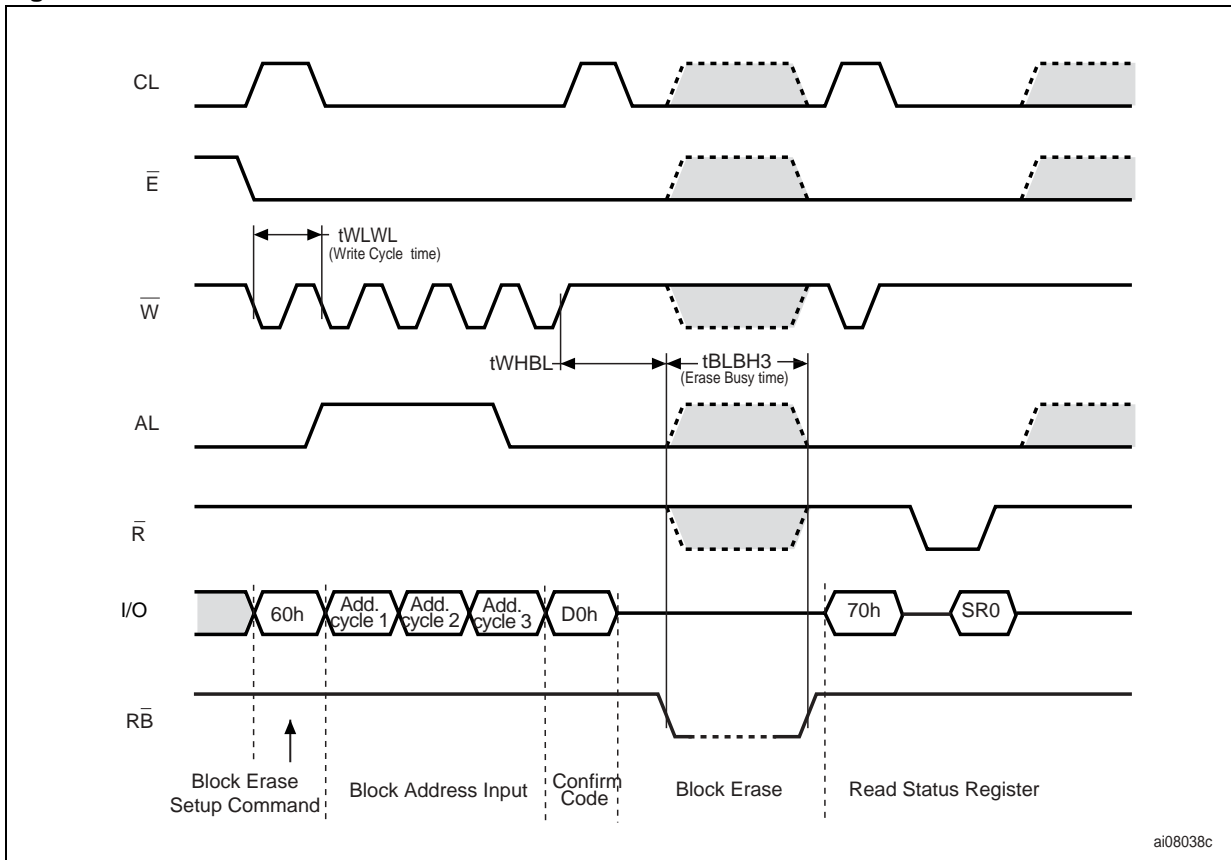 CL
E
tWLWL
(Write Cycle time)
W
tWHBL
tBLBH3
(Erase Busy time)
AL
R
I/O
60h
Add.
cycle 1
Add.
cycle 2
Add.
cycle 3
D0h
70h
SR0
RB
Block Erase
Setup Command
Block Address Input
Confirm
Code
Block Erase
Read Status Register
ai08038c